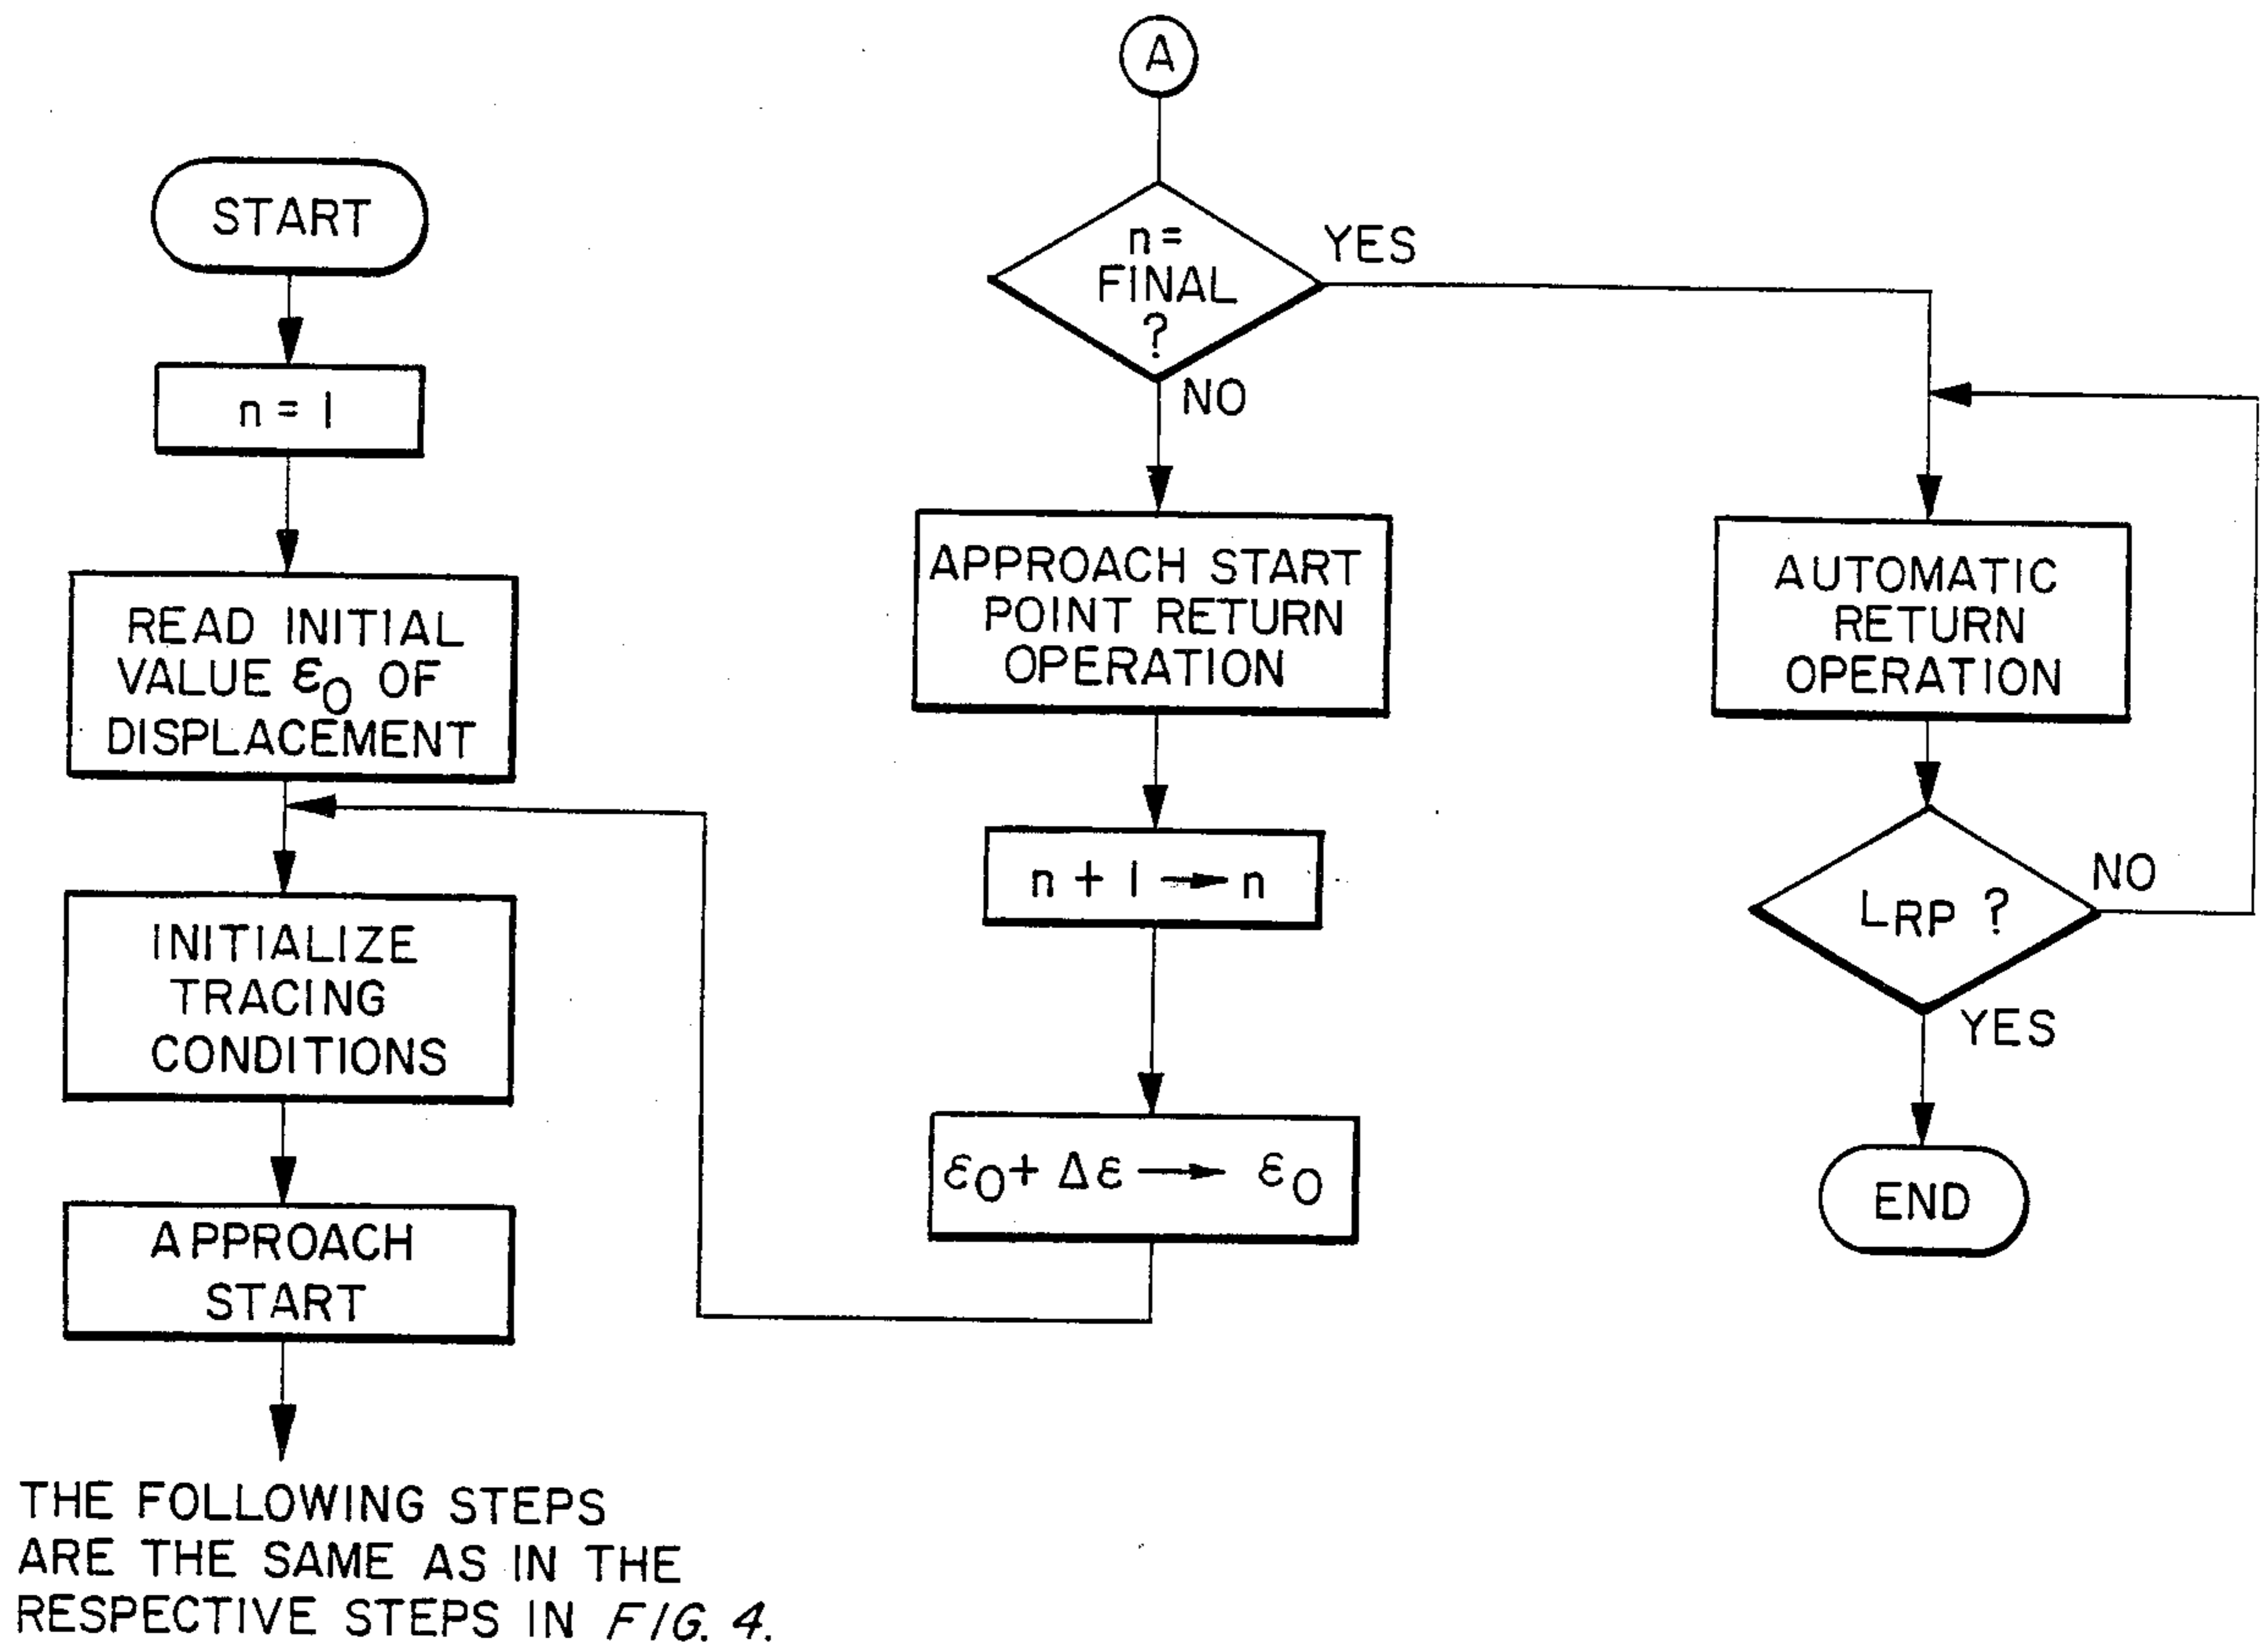 START
n = 1
READ INITIAL
VALUE ε0 OF
DISPLACEMENT
INITIALIZE
TRACING
CONDITIONS
APPROACH
START
THE FOLLOWING STEPS
ARE THE SAME AS IN THE
RESPECTIVE STEPS IN FIG. 4.
A
n =
FINAL
?
YES
NO
APPROACH START
POINT RETURN
OPERATION
n + 1 → n
ε0 + Δε → ε0
AUTOMATIC
RETURN
OPERATION
LRP ?
NO
YES
END